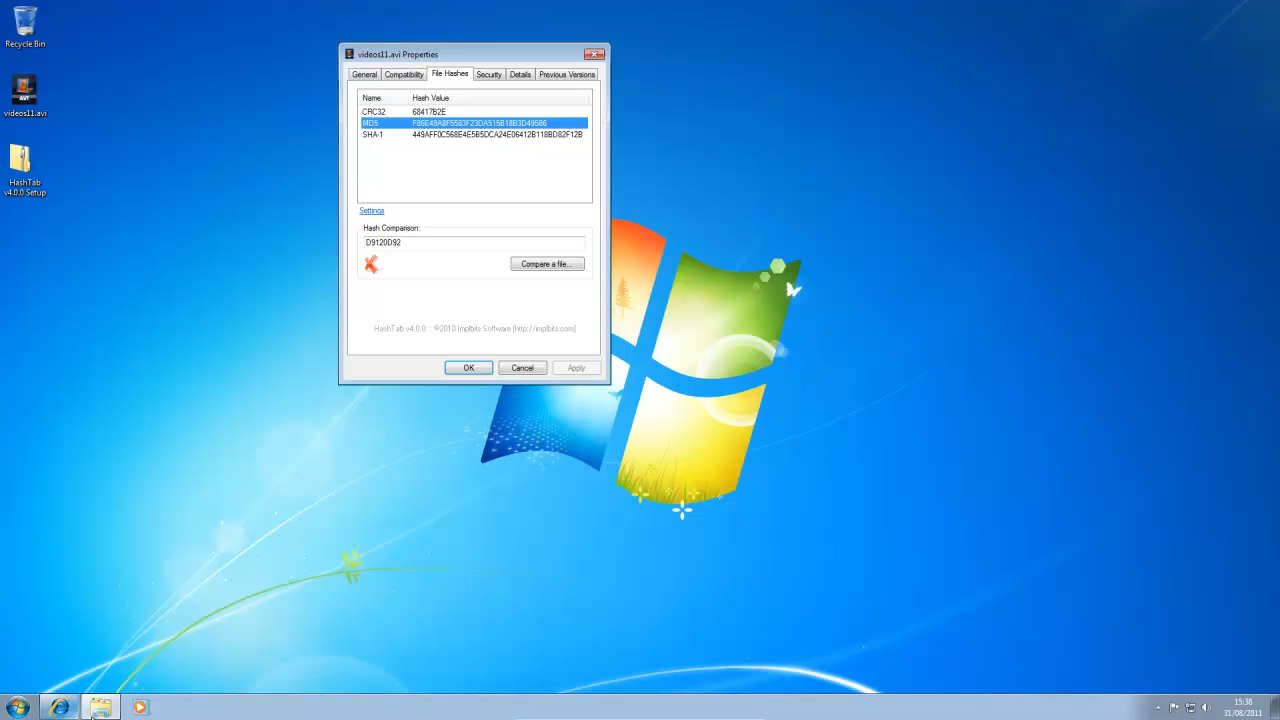 Recycle Bin
AVI
videos11.avi
HashTab
v4.0.0 Setup
videos11.avi Properties
General Compatibility File Hashes Security Details Previous Versions
Name Hash Value
CRC32 68417B2E
MD5 F86E49A8F5583F23DA515B18B3D49586
SHA-1 449AFF0C568E4E5B5DCA24E06412B118BD82F12B
Settings
Hash Comparison:
D9120D92
Compare a file...
HashTab v4.0.0 :: ©2010 Implbits Software [http://implbits.com]
OK Cancel Apply
15:38
31/08/2011